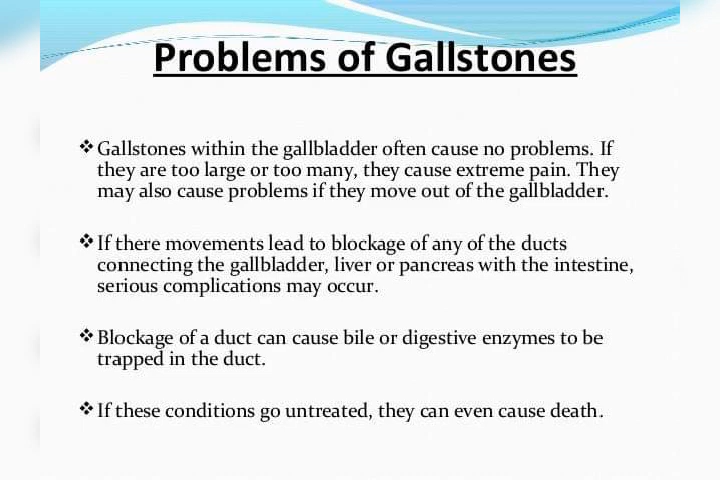 Problems of Gallstones
❖Gallstones within the gallbladder often cause no problems. If
they are too large or too many, they cause extreme pain. They
may also cause problems if they move out of the gallbladder.
❖If there movements lead to blockage of any of the ducts
connecting the gallbladder, liver or pancreas with the intestine,
serious complications may occur.
❖Blockage of a duct can cause bile or digestive enzymes to be
trapped in the duct.
❖If these conditions go untreated, they can even cause death.